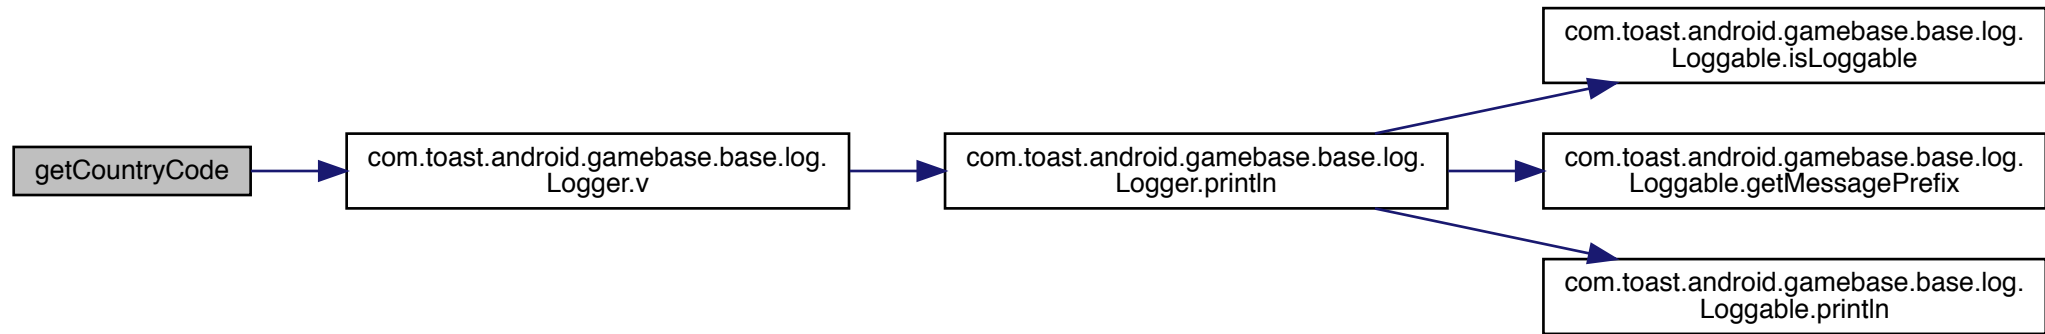 getCountryCode
com.toast.android.gamebase.base.log.
Logger.v
com.toast.android.gamebase.base.log.
Logger.println
com.toast.android.gamebase.base.log.
Loggable.isLoggable
com.toast.android.gamebase.base.log.
Loggable.getMessagePrefix
com.toast.android.gamebase.base.log.
Loggable.println